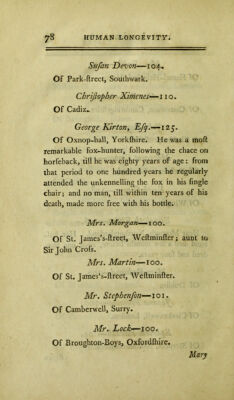 78 HUMAN LONGEVITY.
Suſan Devon—104.
Of Park-ſtreet, Southwark.
Chriſtopher Ximenes—110.
Of Cadiz.
George Kirton, Eſq.—125.
Of Oxnop-hall, Yorkſhire. He was a moſt
remarkable fox-hunter, following the chace on
horſeback, till he was eighty years of age: from
that period to one hundred years he regularly
attended the unkennelling the fox in his ſingle
chair; and no man, till within ten years of his
death, made more free with his bottle.
Mrs. Morgan—100.
Of St. James's-ſtreet, Weſtminſter; aunt to
Sir John Croſs.
Mrs. Martin—100.
Of St. James's-ſtreet, Weſtminſter.
Mr. Stephenſon—101.
Of Camberwell, Surry.
Mr. Lock—100.
Of Broughton-Boys, Oxfordſhire.
Mary